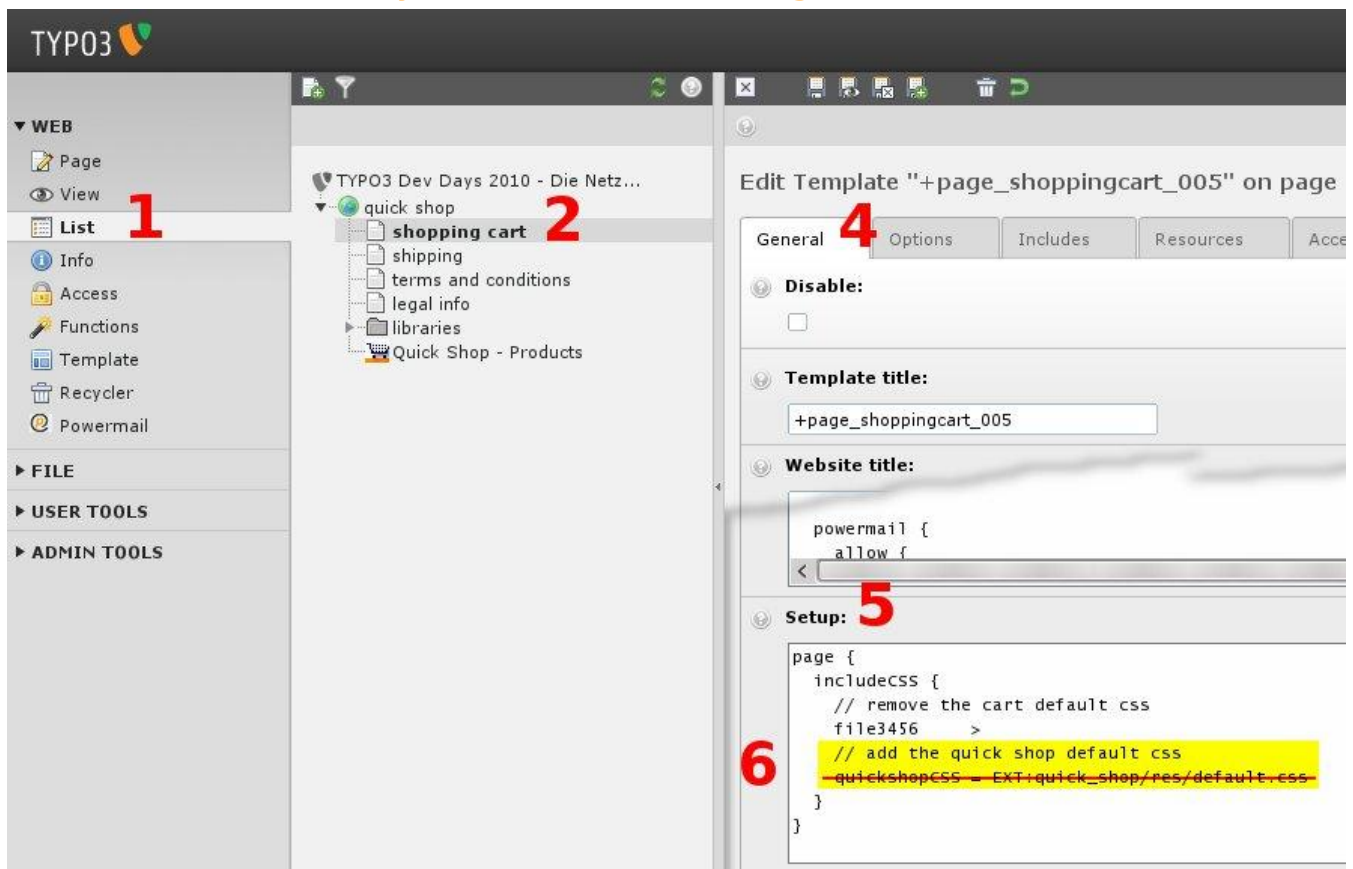 TYPO3
WEB
Page
View
List
1
Info
Access
Functions
Template
Recycler
Powermail
FILE
USER TOOLS
ADMIN TOOLS
TYPO3 Dev Days 2010 - Die Netz...
quick shop
2
shopping cart
shipping
terms and conditions
legal info
libraries
Quick Shop - Products
Edit Template "+page_shoppingcart_005" on page
General
4
Options
Includes
Resources
Acce
Disable:
Template title:
+page_shoppingcart_005
Website title:
powermail {
allow {
5
Setup:
page {
includeCSS {
// remove the cart default css
file3456 >
6
// add the quick shop default css
quickshopCSS = EXT:quick_shop/res/default.css
}
}